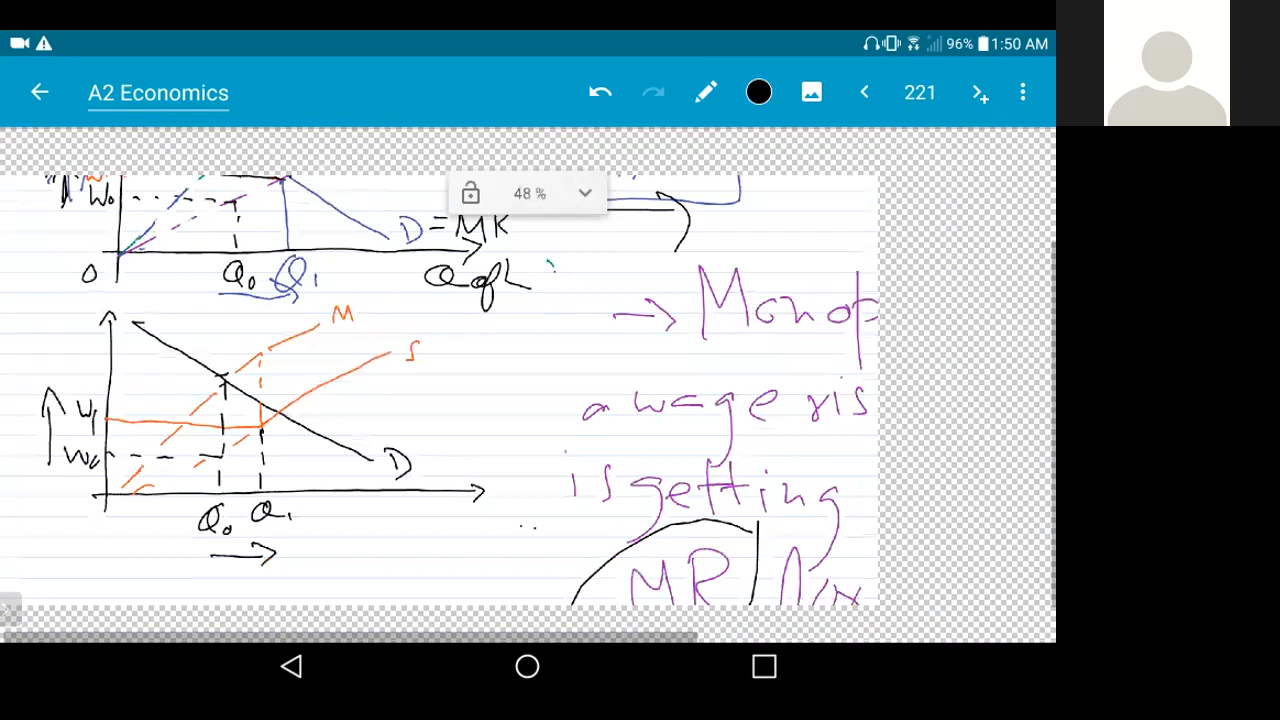 96% 1:50 AM
A2 Economics
221
48 %
W₀
D = MR
0
Q₀ Q₁
Q of L
M
S
W₁
W₀
D
Q₀ Q₁
→ Monop
a wage ris
is getting
MR